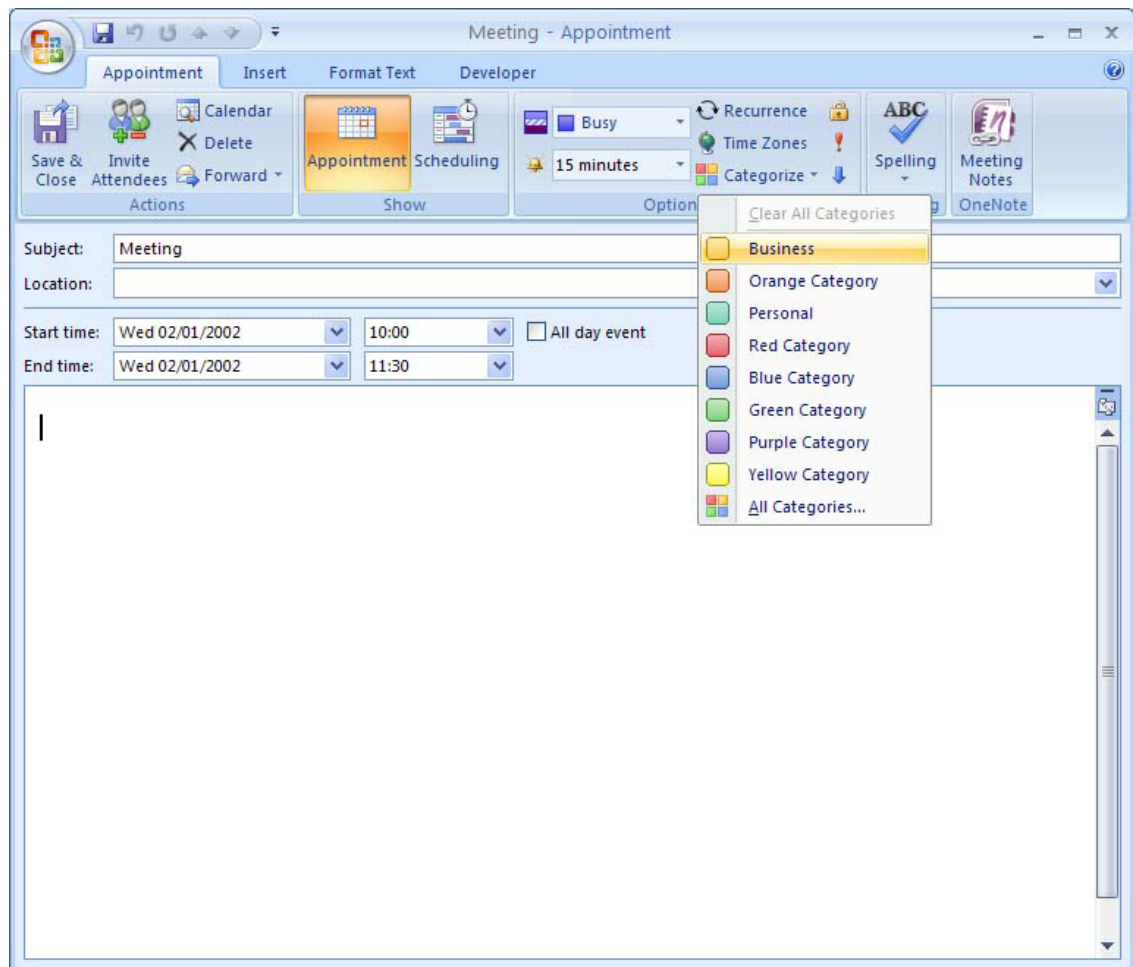 Meeting - Appointment
Appointment Insert Format Text Developer
Save & Close
Invite Attendees
Calendar
Delete
Forward
Actions
Appointment
Scheduling
Show
Busy
15 minutes
Recurrence
Time Zones
Categorize
Option
ABC
Spelling
g
Meeting Notes
OneNote
Clear All Categories
Business
Orange Category
Personal
Red Category
Blue Category
Green Category
Purple Category
Yellow Category
All Categories...
Subject: Meeting
Location:
Start time: Wed 02/01/2002 10:00 All day event
End time: Wed 02/01/2002 11:30